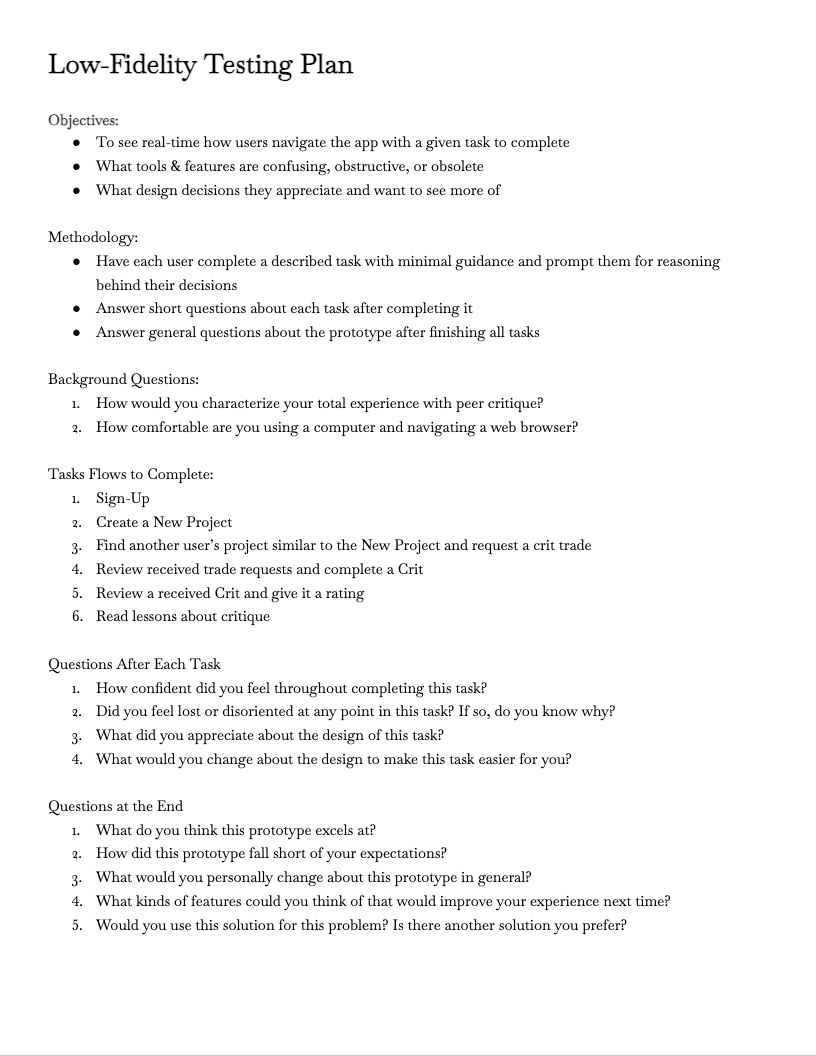 Low-Fidelity Testing Plan
Objectives:
● To see real-time how users navigate the app with a given task to complete
● What tools & features are confusing, obstructive, or obsolete
● What design decisions they appreciate and want to see more of
Methodology:
● Have each user complete a described task with minimal guidance and prompt them for reasoning
behind their decisions
● Answer short questions about each task after completing it
● Answer general questions about the prototype after finishing all tasks
Background Questions:
1. How would you characterize your total experience with peer critique?
2. How comfortable are you using a computer and navigating a web browser?
Tasks Flows to Complete:
1. Sign-Up
2. Create a New Project
3. Find another user’s project similar to the New Project and request a crit trade
4. Review received trade requests and complete a Crit
5. Review a received Crit and give it a rating
6. Read lessons about critique
Questions After Each Task
1. How confident did you feel throughout completing this task?
2. Did you feel lost or disoriented at any point in this task? If so, do you know why?
3. What did you appreciate about the design of this task?
4. What would you change about the design to make this task easier for you?
Questions at the End
1. What do you think this prototype excels at?
2. How did this prototype fall short of your expectations?
3. What would you personally change about this prototype in general?
4. What kinds of features could you think of that would improve your experience next time?
5. Would you use this solution for this problem? Is there another solution you prefer?